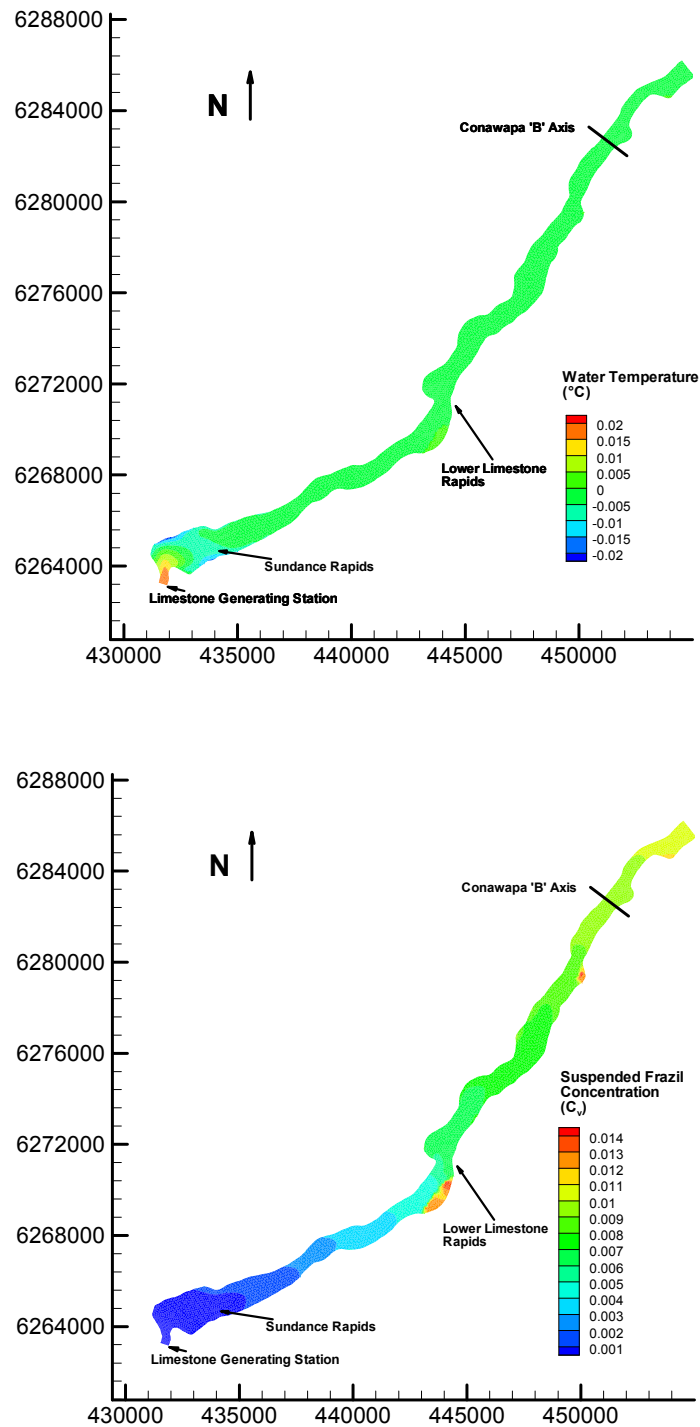 6288000
N
6284000
Conawapa 'B' Axis
6280000
6276000
6272000
Water Temperature
(°C)
0.02
0.015
0.01
0.005
0
-0.005
-0.01
-0.015
-0.02
Lower Limestone
Rapids
6268000
6264000
Sundance Rapids
Limestone Generating Station
430000 435000 440000 445000 450000
6288000
N
6284000
Conawapa 'B' Axis
6280000
6276000
6272000
Suspended Frazil
Concentration
(Cv)
0.014
0.013
0.012
0.011
0.01
0.009
0.008
0.007
0.006
0.005
0.004
0.003
0.002
0.001
Lower Limestone
Rapids
6268000
6264000
Sundance Rapids
Limestone Generating Station
430000 435000 440000 445000 450000